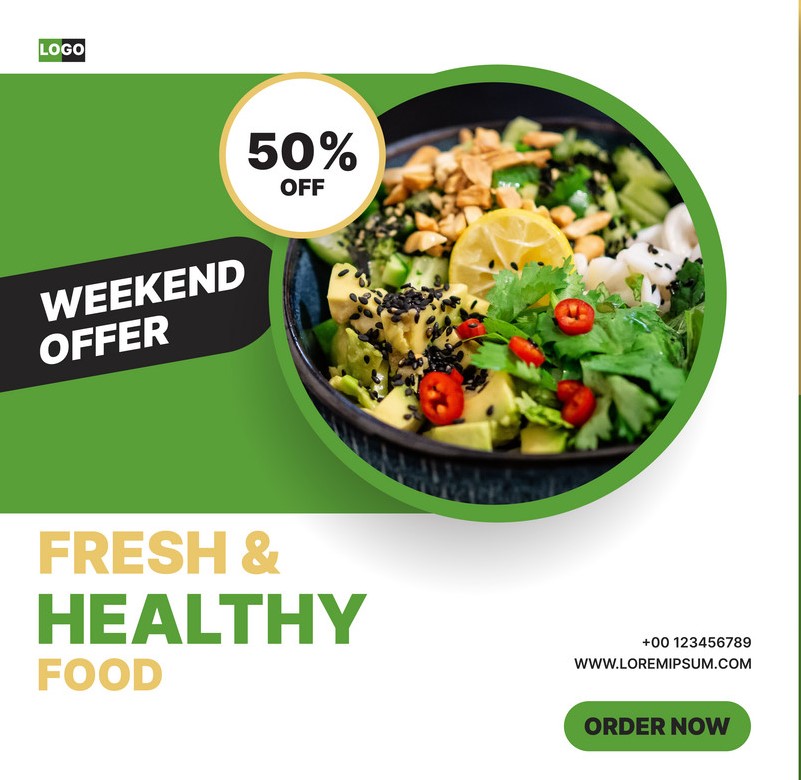 LOGO
50%
OFF
WEEKEND
OFFER
FRESH &
HEALTHY
FOOD
+00 123456789
WWW.LOREMIPSUM.COM
ORDER NOW